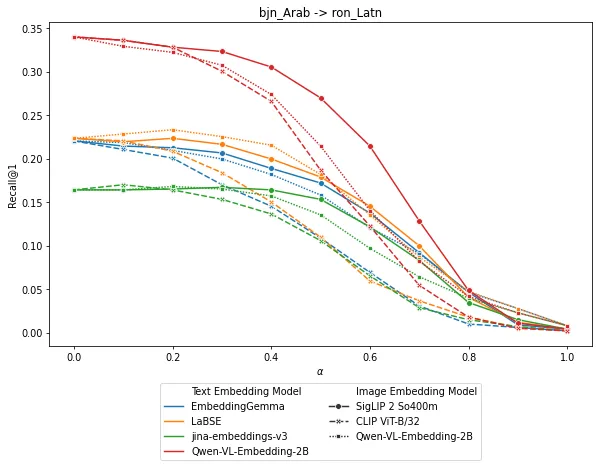 bjn_Arab -> ron_Latn
Recall@1
0.35
0.30
0.25
0.20
0.15
0.10
0.05
0.00
0.0 0.2 0.4 0.6 0.8 1.0
α
Text Embedding Model
EmbeddingGemma
LaBSE
jina-embeddings-v3
Qwen-VL-Embedding-2B
Image Embedding Model
SigLIP 2 So400m
CLIP ViT-B/32
Qwen-VL-Embedding-2B